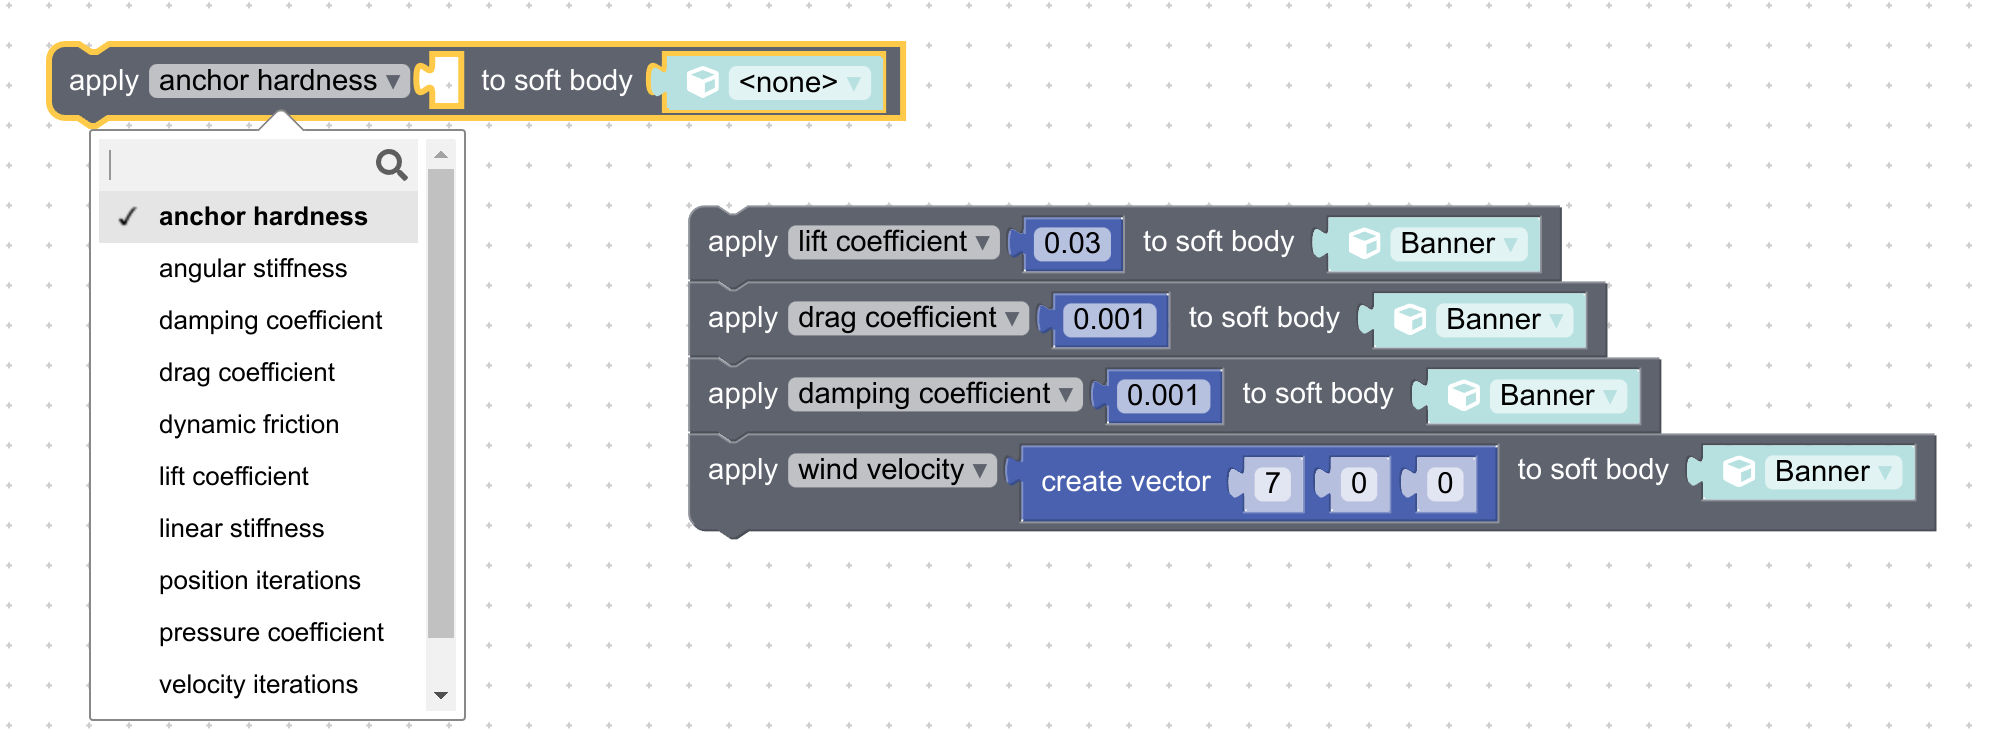 apply anchor hardness to soft body <none>
anchor hardness
angular stiffness
damping coefficient
drag coefficient
dynamic friction
lift coefficient
linear stiffness
position iterations
pressure coefficient
velocity iterations
apply lift coefficient 0.03 to soft body Banner
apply drag coefficient 0.001 to soft body Banner
apply damping coefficient 0.001 to soft body Banner
apply wind velocity create vector 7 0 0 to soft body Banner